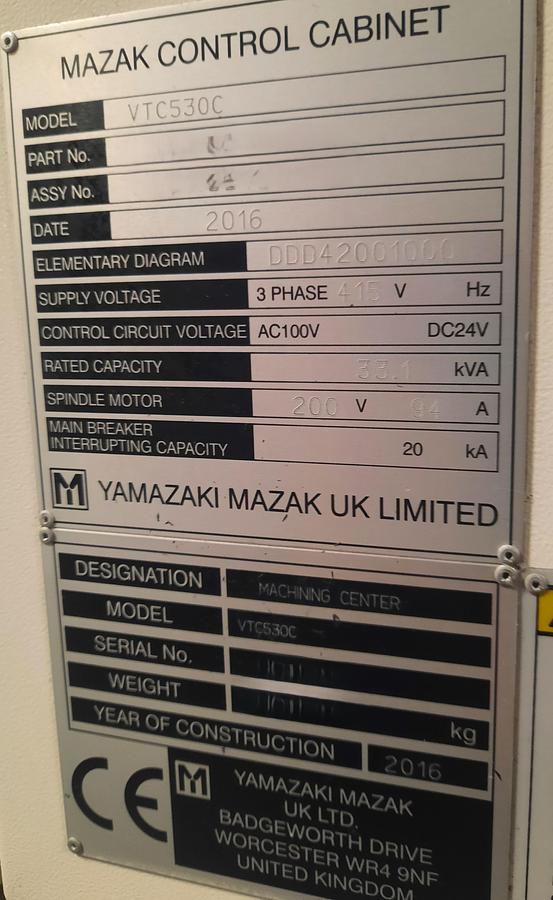 MAZAK CONTROL CABINET
MODEL VTC530C
PART No.
ASSY No.
DATE 2016
ELEMENTARY DIAGRAM DDD42001000
SUPPLY VOLTAGE 3 PHASE 415 V Hz
CONTROL CIRCUIT VOLTAGE AC100V DC24V
RATED CAPACITY 33.1 kVA
SPINDLE MOTOR 200 V 94 A
MAIN BREAKER
INTERRUPTING CAPACITY 20 kA
M YAMAZAKI MAZAK UK LIMITED
DESIGNATION MACHINING CENTER
MODEL VTC530C
SERIAL No.
WEIGHT kg
YEAR OF CONSTRUCTION 2016
CE
M YAMAZAKI MAZAK
UK LTD.
BADGEWORTH DRIVE
WORCESTER WR4 9NF
UNITED KINGDOM